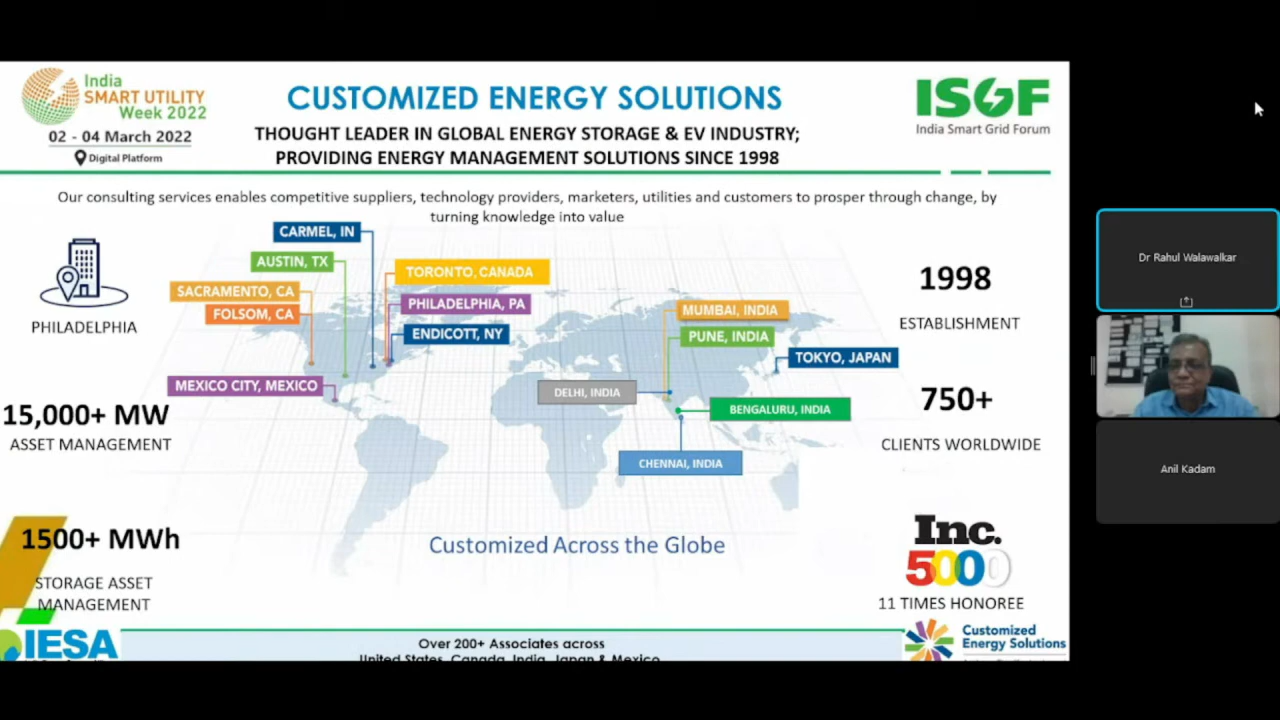 India
SMART UTILITY
Week 2022
02 - 04 March 2022
Digital Platform
CUSTOMIZED ENERGY SOLUTIONS
THOUGHT LEADER IN GLOBAL ENERGY STORAGE & EV INDUSTRY;
PROVIDING ENERGY MANAGEMENT SOLUTIONS SINCE 1998
ISGF
India Smart Grid Forum
Our consulting services enables competitive suppliers, technology providers, marketers, utilities and customers to prosper through change, by
turning knowledge into value
PHILADELPHIA
15,000+ MW
ASSET MANAGEMENT
1500+ MWh
STORAGE ASSET
MANAGEMENT
CARMEL, IN
AUSTIN, TX
SACRAMENTO, CA
FOLSOM, CA
MEXICO CITY, MEXICO
TORONTO, CANADA
PHILADELPHIA, PA
ENDICOTT, NY
MUMBAI, INDIA
PUNE, INDIA
TOKYO, JAPAN
DELHI, INDIA
BENGALURU, INDIA
CHENNAI, INDIA
Customized Across the Globe
1998
ESTABLISHMENT
750+
CLIENTS WORLDWIDE
Inc.
5000
11 TIMES HONOREE
IESA
Over 200+ Associates across
United States, Canada, India, Japan & Mexico
Customized
Energy Solutions
Dr Rahul Walawalkar
Anil Kadam